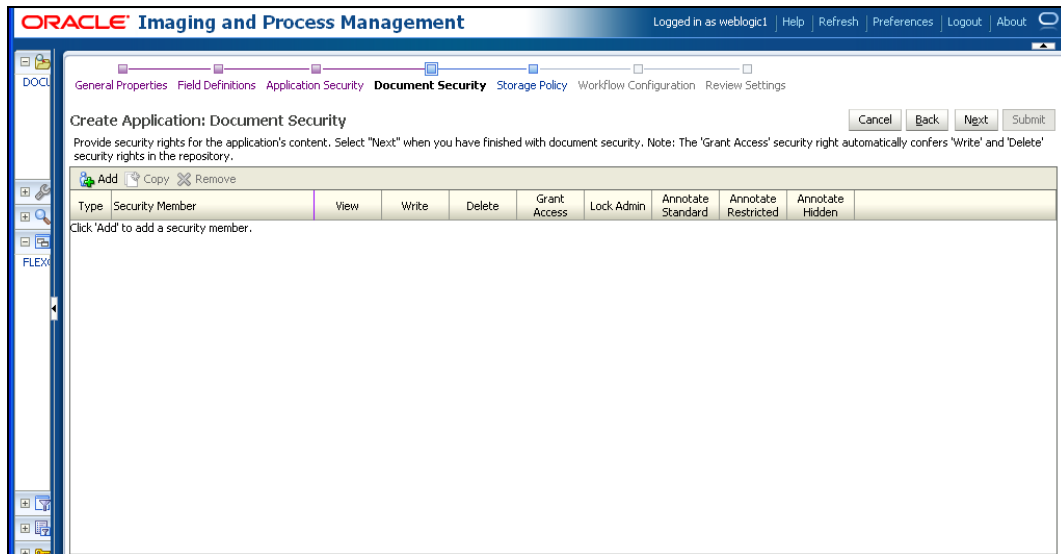 ORACLE Imaging and Process Management
Logged in as weblogic1 | Help | Refresh | Preferences | Logout | About
DOCU
General Properties Field Definitions Application Security Document Security Storage Policy Workflow Configuration Review Settings
Create Application: Document Security
Cancel Back Next Submit
Provide security rights for the application's content. Select "Next" when you have finished with document security. Note: The 'Grant Access' security right automatically confers 'Write' and 'Delete'
security rights in the repository.
Add Copy Remove
Type Security Member View Write Delete Grant Access Lock Admin Annotate Standard Annotate Restricted Annotate Hidden
Click 'Add' to add a security member.
FLEXC